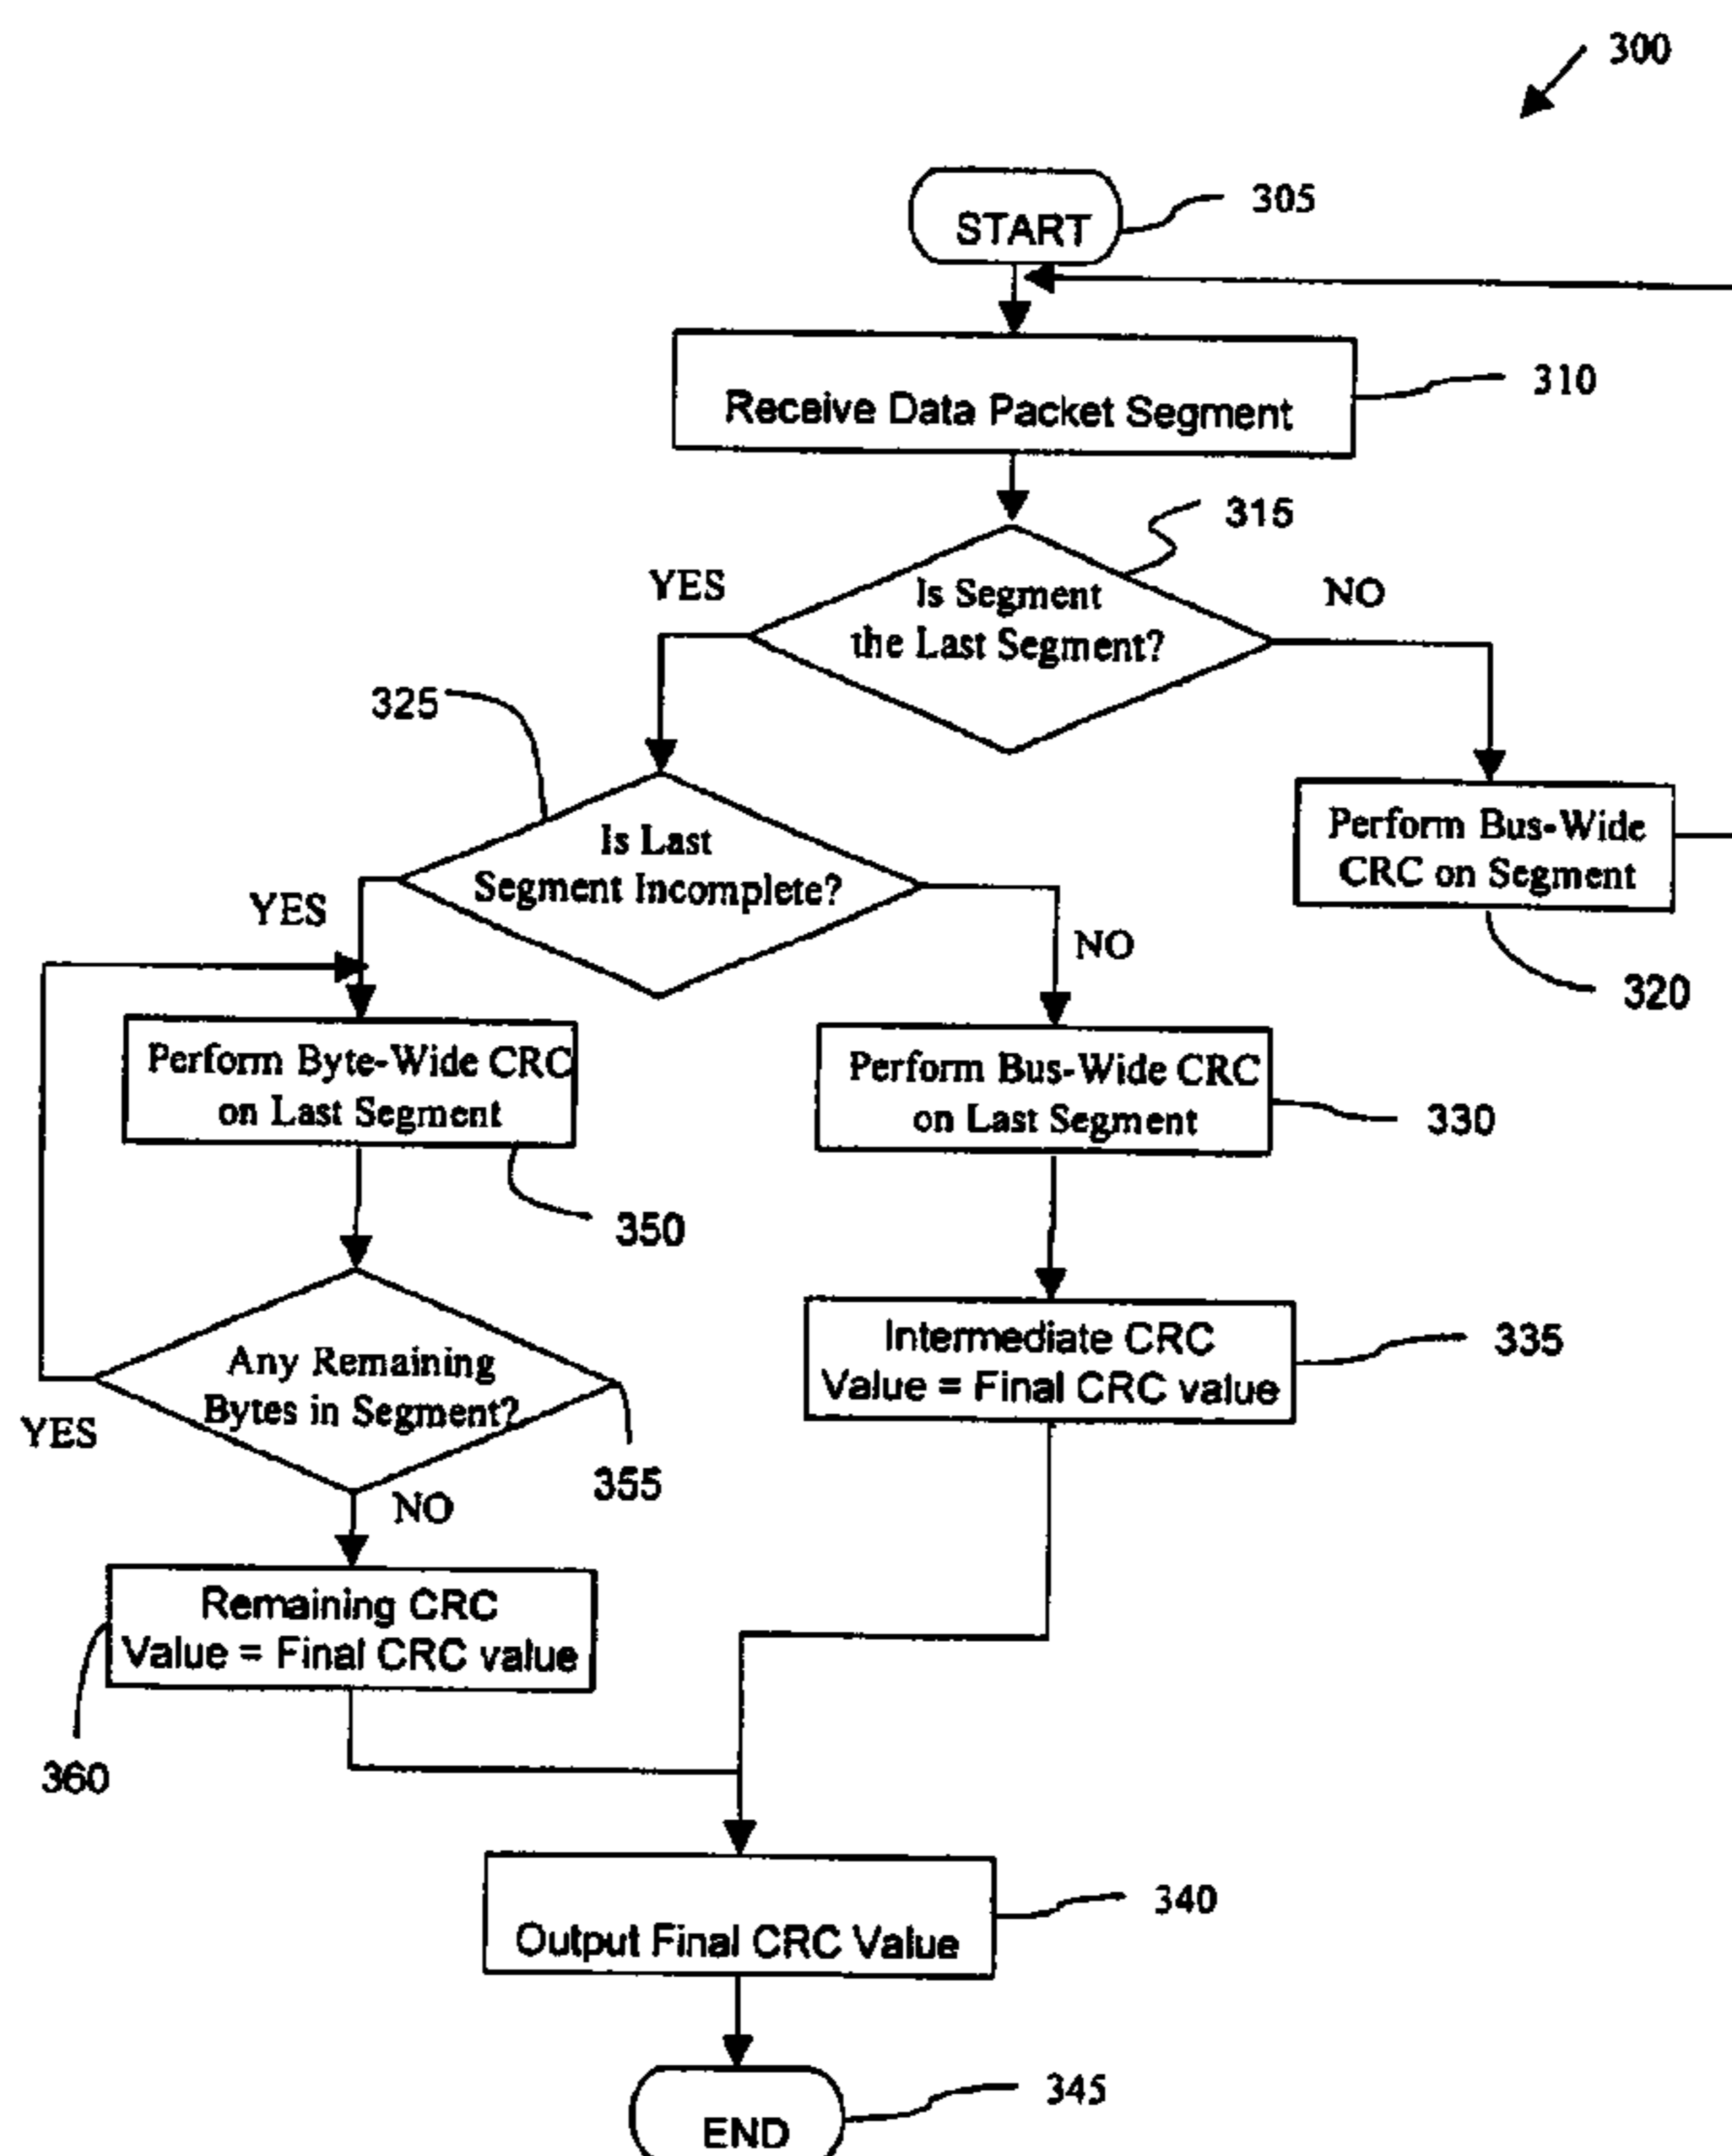 300
START
305
Receive Data Packet Segment
310
315
YES
Is Segment
the Last Segment?
NO
325
Is Last
Segment Incomplete?
YES
NO
Perform Bus-Wide
CRC on Segment
320
Perform Byte-Wide CRC
on Last Segment
350
Perform Bus-Wide CRC
on Last Segment
330
Any Remaining
Bytes in Segment?
YES
355
NO
Intermediate CRC
Value = Final CRC value
335
Remaining CRC
Value = Final CRC value
360
Output Final CRC Value
340
END
345